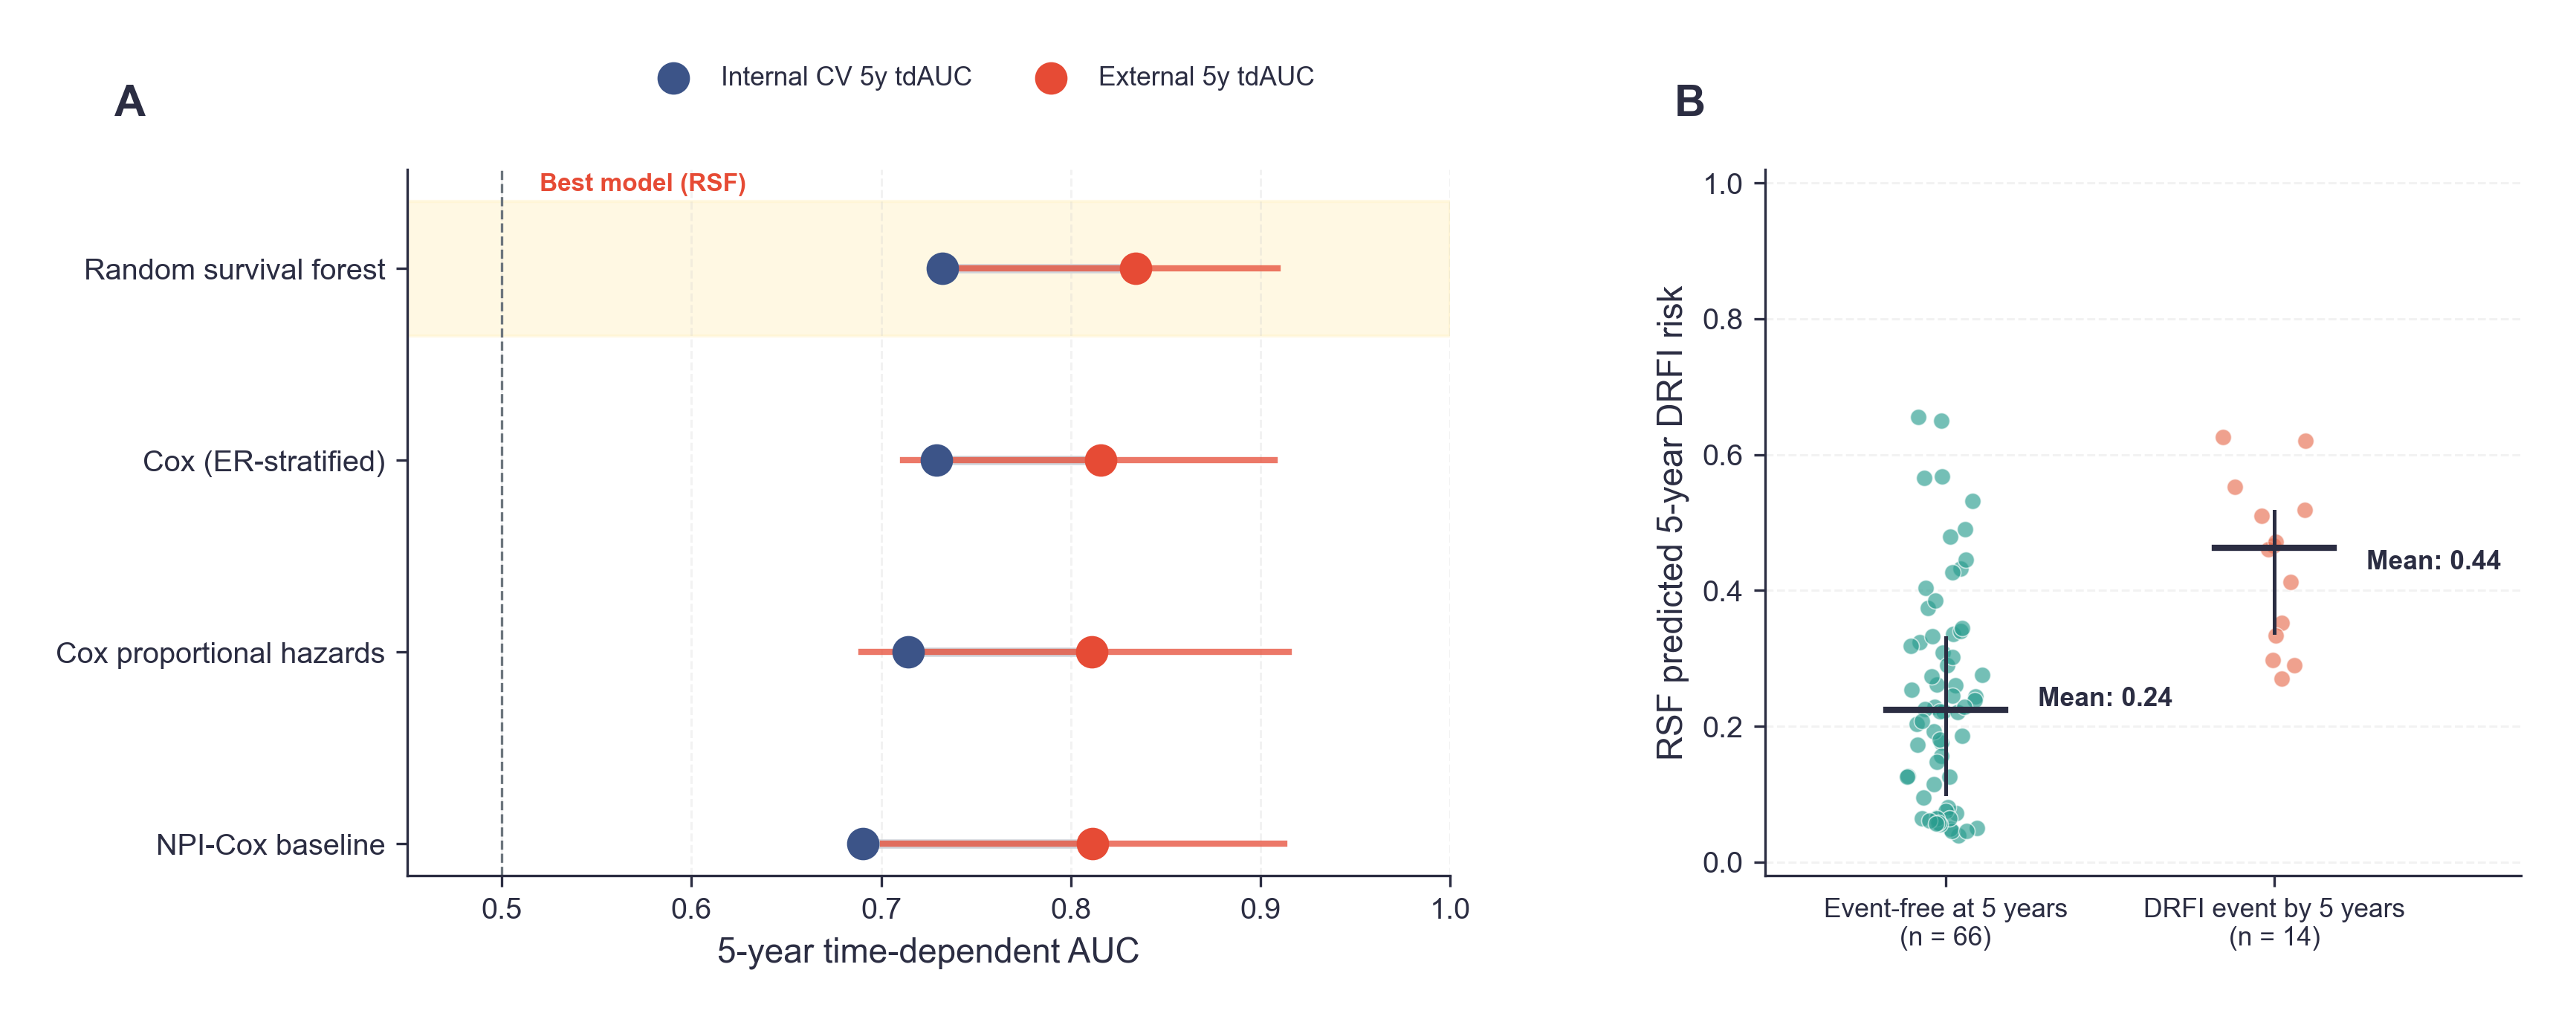 A
Internal CV 5y tdAUC
External 5y tdAUC
Best model (RSF)
Random survival forest
Cox (ER-stratified)
Cox proportional hazards
NPI-Cox baseline
0.5 0.6 0.7 0.8 0.9 1.0
5-year time-dependent AUC
B
RSF predicted 5-year DRFI risk
1.0
0.8
0.6
0.4
0.2
0.0
Mean: 0.44
Mean: 0.24
Event-free at 5 years
(n = 66)
DRFI event by 5 years
(n = 14)